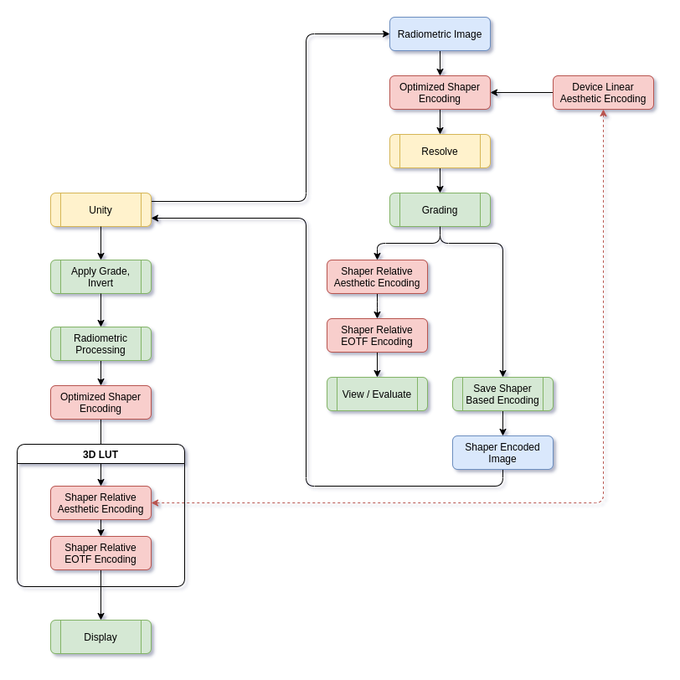 Radiometric Image
Optimized Shaper
Encoding
Device Linear
Aesthetic Encoding
Resolve
Unity
Grading
Apply Grade,
Invert
Shaper Relative
Aesthetic Encoding
Radiometric
Processing
Shaper Relative
EOTF Encoding
Optimized Shaper
Encoding
View / Evaluate
Save Shaper
Based Encoding
3D LUT
Shaper Encoded
Image
Shaper Relative
Aesthetic Encoding
Shaper Relative
EOTF Encoding
Display